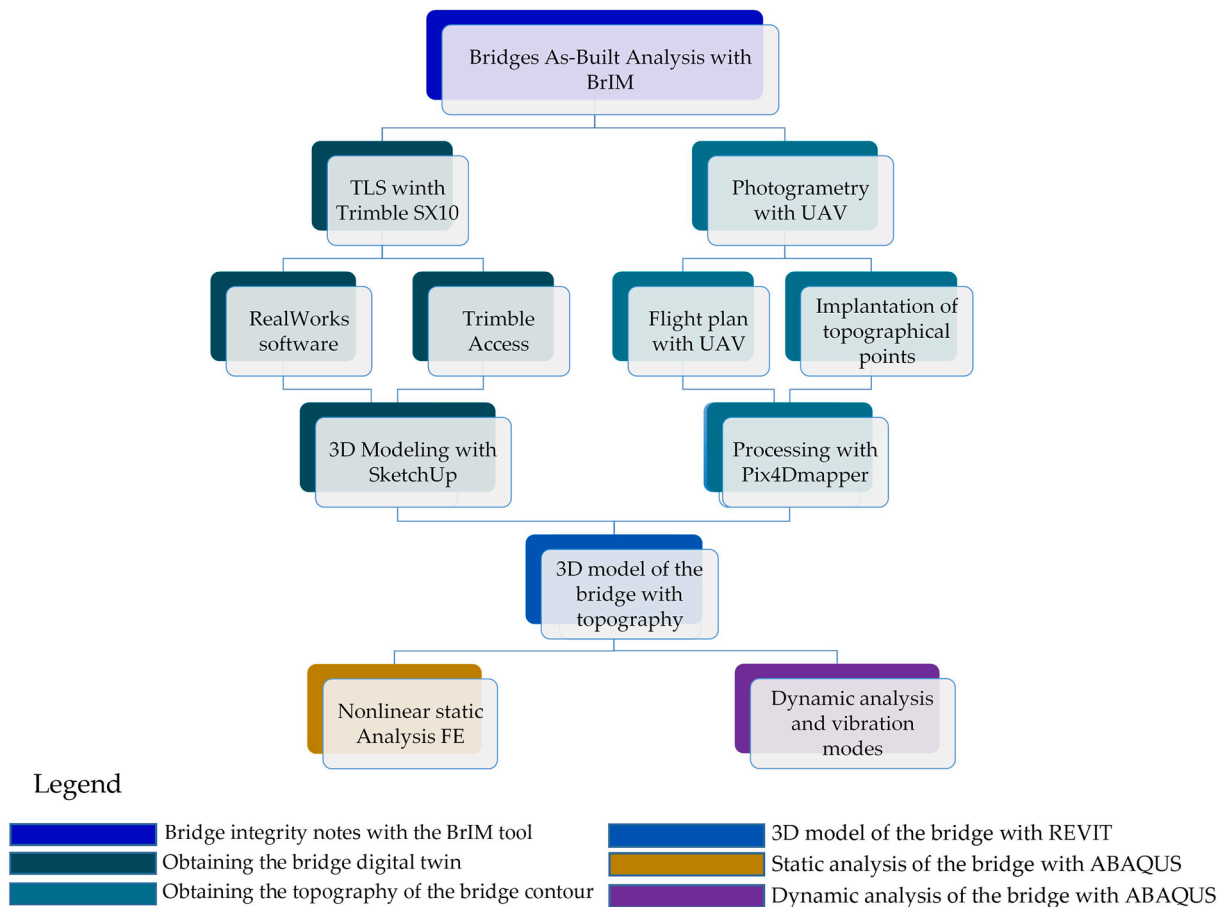 Bridges As-Built Analysis with
BrIM
TLS winth
Trimble SX10
Photogrametry
with UAV
RealWorks
software
Trimble
Access
Flight plan
with UAV
Implantation of
topographical
points
3D Modeling with
SketchUp
Processing with
Pix4Dmapper
3D model of the
bridge with
topography
Nonlinear static
Analysis FE
Dynamic analysis
and vibration
modes
Legend
Bridge integrity notes with the BrIM tool
Obtaining the bridge digital twin
Obtaining the topography of the bridge contour
3D model of the bridge with REVIT
Static analysis of the bridge with ABAQUS
Dynamic analysis of the bridge with ABAQUS